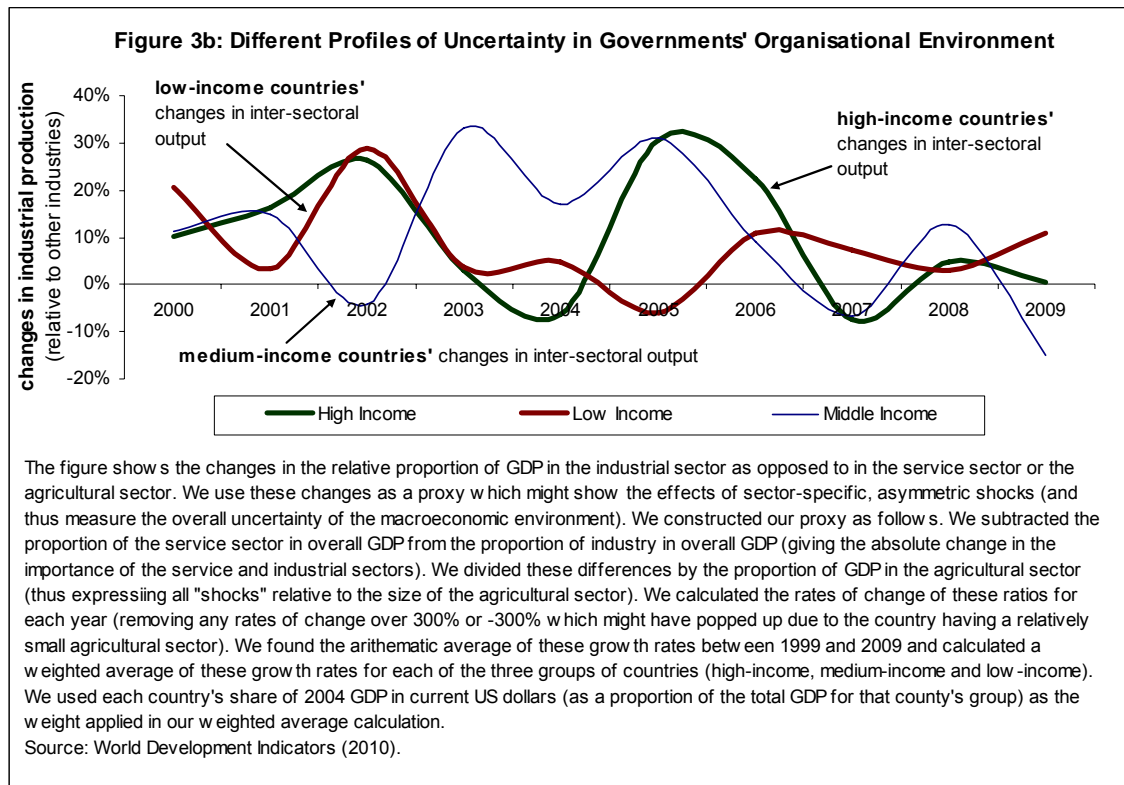 Figure 3b: Different Profiles of Uncertainty in Governments' Organisational Environment
changes in industrial production
(relative to other industries)
40%
30%
20%
10%
0%
-10%
-20%
low-income countries'
changes in inter-sectoral
output
high-income countries'
changes in inter-sectoral
output
2000 2001 2002 2003 2004 2005 2006 2007 2008 2009
medium-income countries' changes in inter-sectoral output
High Income Low Income Middle Income
The figure shows the changes in the relative proportion of GDP in the industrial sector as opposed to in the service sector or the
agricultural sector. We use these changes as a proxy which might show the effects of sector-specific, asymmetric shocks (and
thus measure the overall uncertainty of the macroeconomic environment). We constructed our proxy as follows. We subtracted the
proportion of the service sector in overall GDP from the proportion of industry in overall GDP (giving the absolute change in the
importance of the service and industrial sectors). We divided these differences by the proportion of GDP in the agricultural sector
(thus expressiing all "shocks" relative to the size of the agricultural sector). We calculated the rates of change of these ratios for
each year (removing any rates of change over 300% or -300% which might have popped up due to the country having a relatively
small agricultural sector). We found the arithematic average of these growth rates between 1999 and 2009 and calculated a
weighted average of these growth rates for each of the three groups of countries (high-income, medium-income and low-income).
We used each country's share of 2004 GDP in current US dollars (as a proportion of the total GDP for that county's group) as the
weight applied in our weighted average calculation.
Source: World Development Indicators (2010).